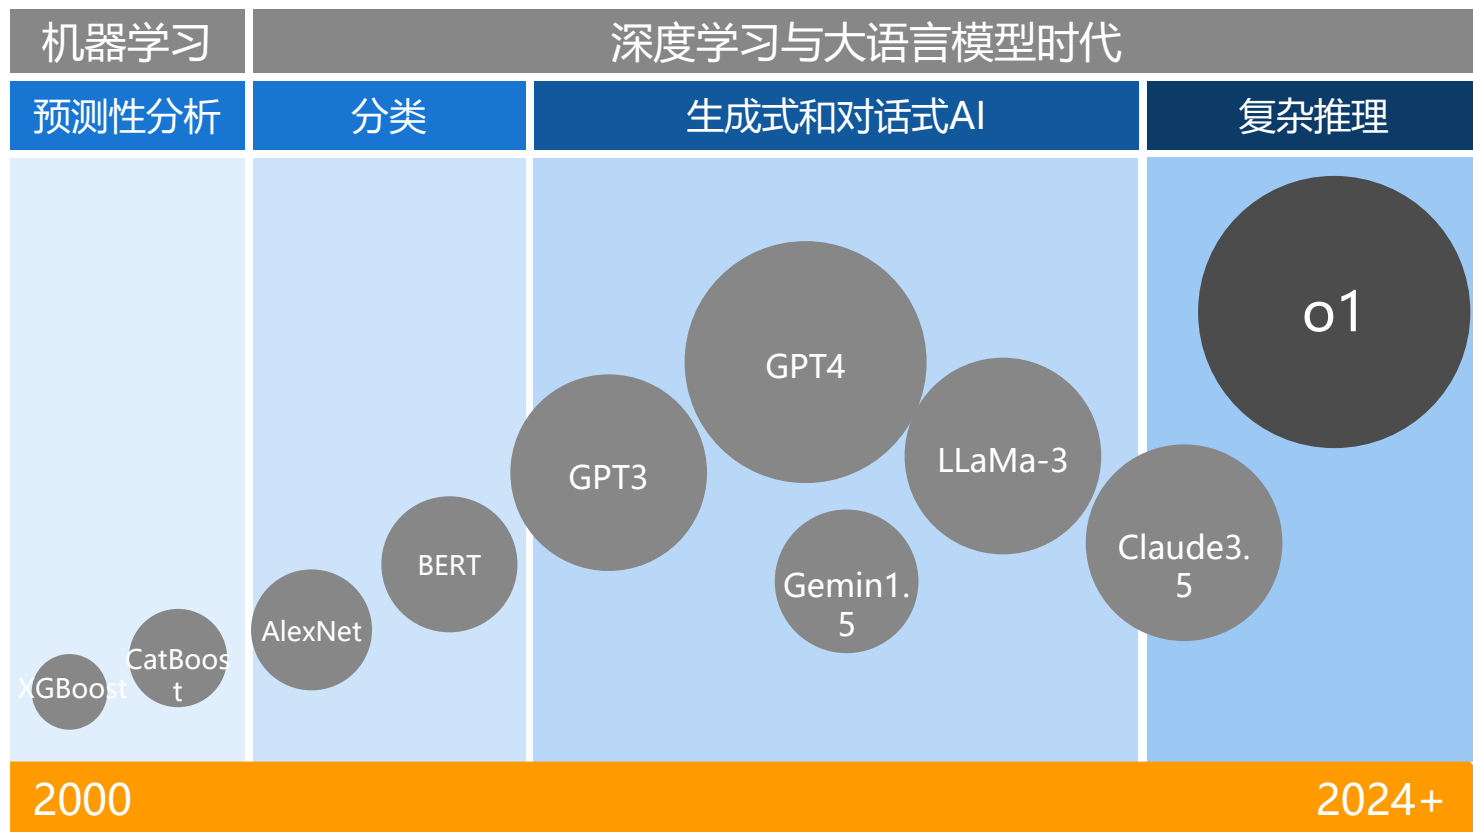 机器学习
深度学习与大语言模型时代
预测性分析
分类
生成式和对话式AI
复杂推理
o1
GPT4
GPT3
LLaMa-3
BERT
Gemin1.
5
Claude3.
5
AlexNet
CatBoos
t
XGBoost
2000
2024+